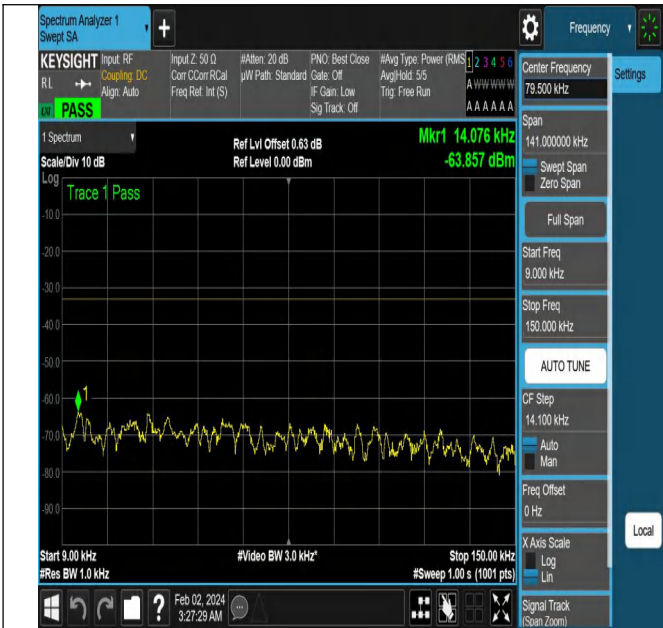 Spectrum Analyzer 1
Swept SA
Frequency
KEYSIGHT
RL
PASS
Input: RF
Coupling: DC
Align: Auto
Input Z: 50 Ω
Corr CCorr RCal
Freq Ref: Int (S)
#Atten: 20 dB
µW Path: Standard
PNO: Best Close
Gate: Off
IF Gain: Low
Sig Track: Off
#Avg Type: Power (RMS
Avg|Hold: 5/5
Trig: Free Run
1 2 3 4 5 6
A W W W W W
A A A A A A
1 Spectrum
Scale/Div 10 dB
Log
Ref Lvl Offset 0.63 dB
Ref Level 0.00 dBm
Mkr1 14.076 kHz
-63.857 dBm
Trace 1 Pass
-10.0
-20.0
-30.0
-40.0
-50.0
-60.0
-70.0
-80.0
-90.0
1
Start 9.00 kHz
#Res BW 1.0 kHz
#Video BW 3.0 kHz*
Stop 150.00 kHz
#Sweep 1.00 s (1001 pts)
Feb 02, 2024
3:27:29 AM
Center Frequency
79.500 kHz
Settings
Span
141.000000 kHz
Swept Span
Zero Span
Full Span
Start Freq
9.000 kHz
Stop Freq
150.000 kHz
AUTO TUNE
CF Step
14.100 kHz
Auto
Man
Freq Offset
0 Hz
X Axis Scale
Log
Lin
Local
Signal Track
(Span Zoom)